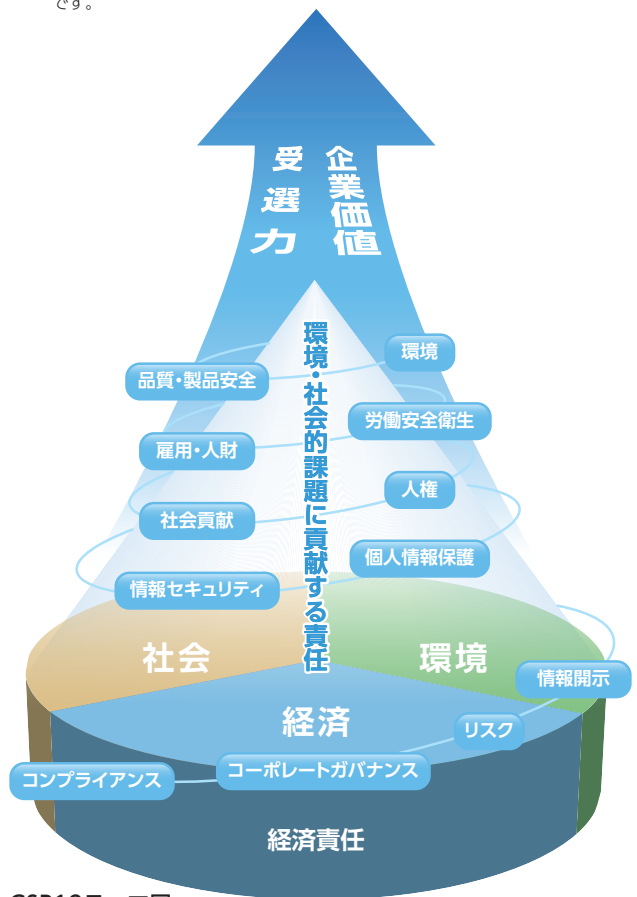 です。
企業価値
受選力
環境・社会的課題に貢献する責任
環境
品質・製品安全
労働安全衛生
雇用・人財
人権
社会貢献
個人情報保護
情報セキュリティ
社会
環境
情報開示
経済
リスク
コーポレートガバナンス
コンプライアンス
経済責任